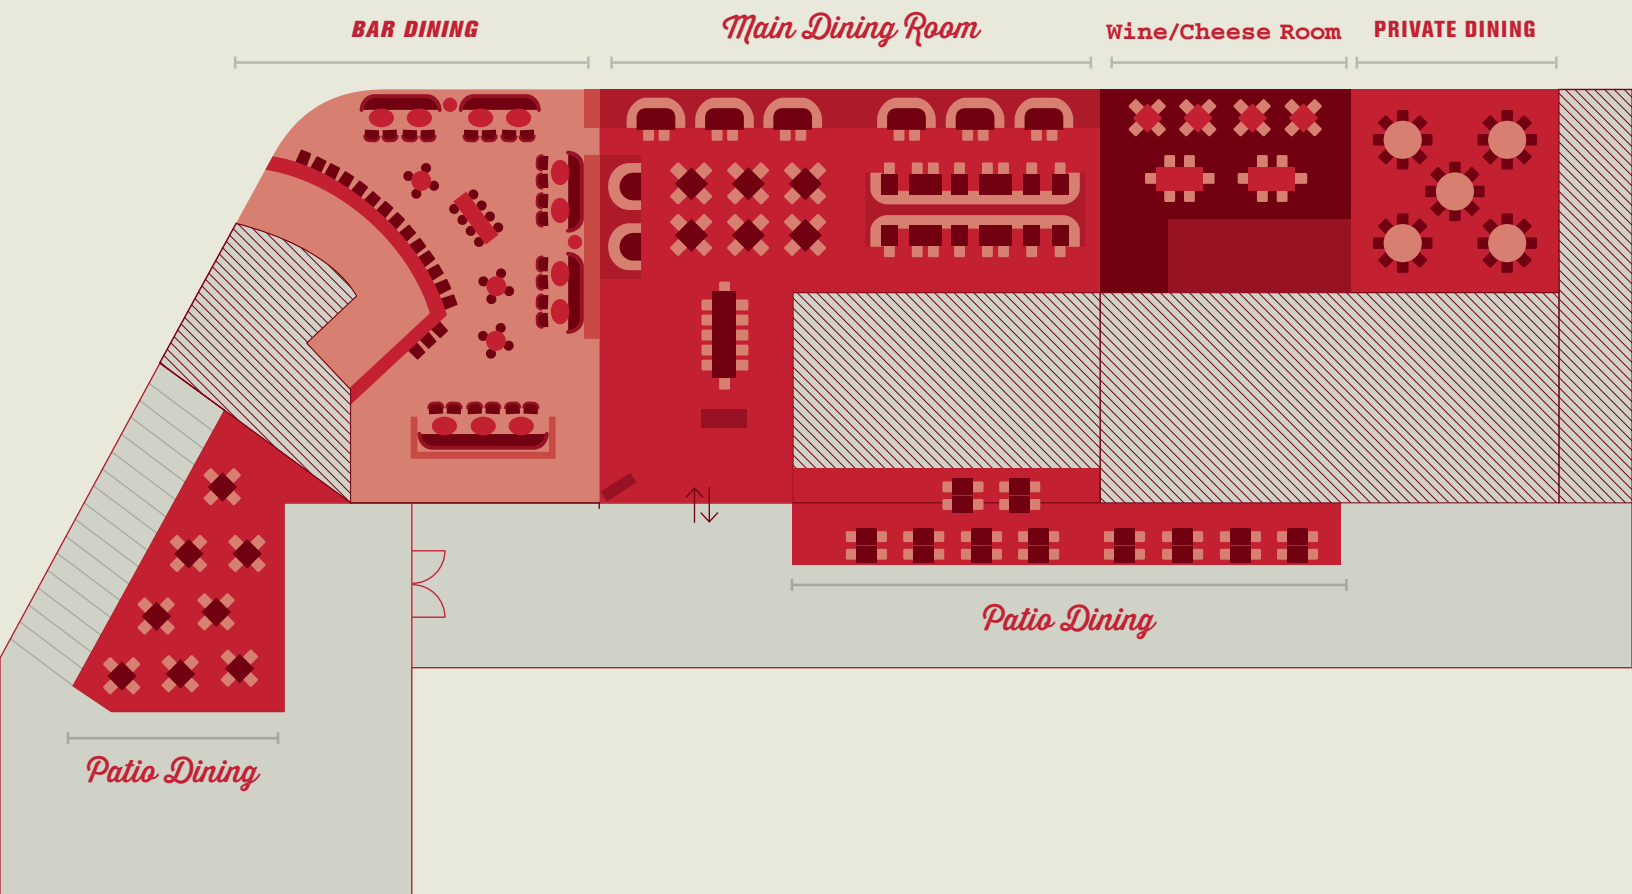 BAR DINING
Main Dining Room
Wine/Cheese Room
PRIVATE DINING
Patio Dining
Patio Dining